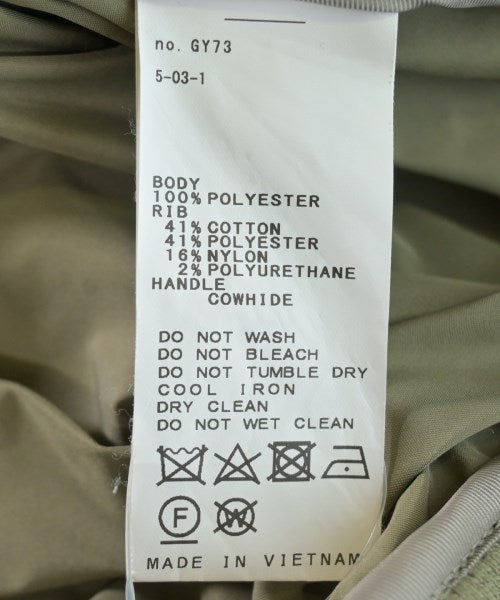 no. GY73
5-03-1
BODY
100% POLYESTER
RIB
41% COTTON
41% POLYESTER
16% NYLON
2% POLYURETHANE
HANDLE
COWHIDE
DO NOT WASH
DO NOT BLEACH
DO NOT TUMBLE DRY
COOL IRON
DRY CLEAN
DO NOT WET CLEAN
F W
MADE IN VIETNAM